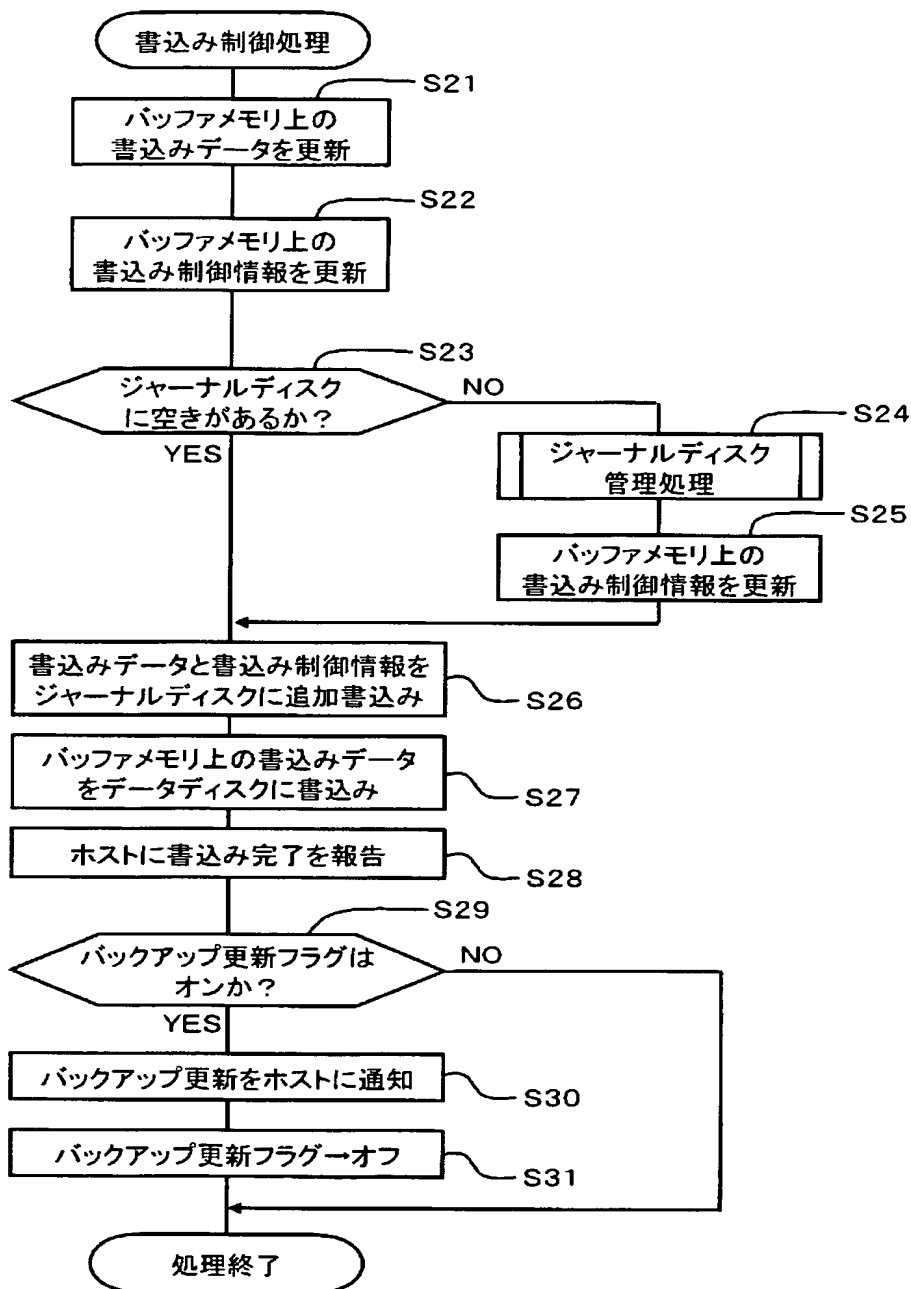 書込み制御処理
S21
バッファメモリ上の
書込みデータを更新
S22
バッファメモリ上の
書込み制御情報を更新
S23
ジャーナルディスク
に空きがあるか？
NO
YES
S24
ジャーナルディスク
管理処理
S25
バッファメモリ上の
書込み制御情報を更新
書込みデータと書込み制御情報を
ジャーナルディスクに追加書込み
S26
バッファメモリ上の書込みデータ
をデータディスクに書込み
S27
ホストに書込み完了を報告
S28
S29
バックアップ更新フラグは
オンか？
NO
YES
バックアップ更新をホストに通知
S30
バックアップ更新フラグ→オフ
S31
処理終了